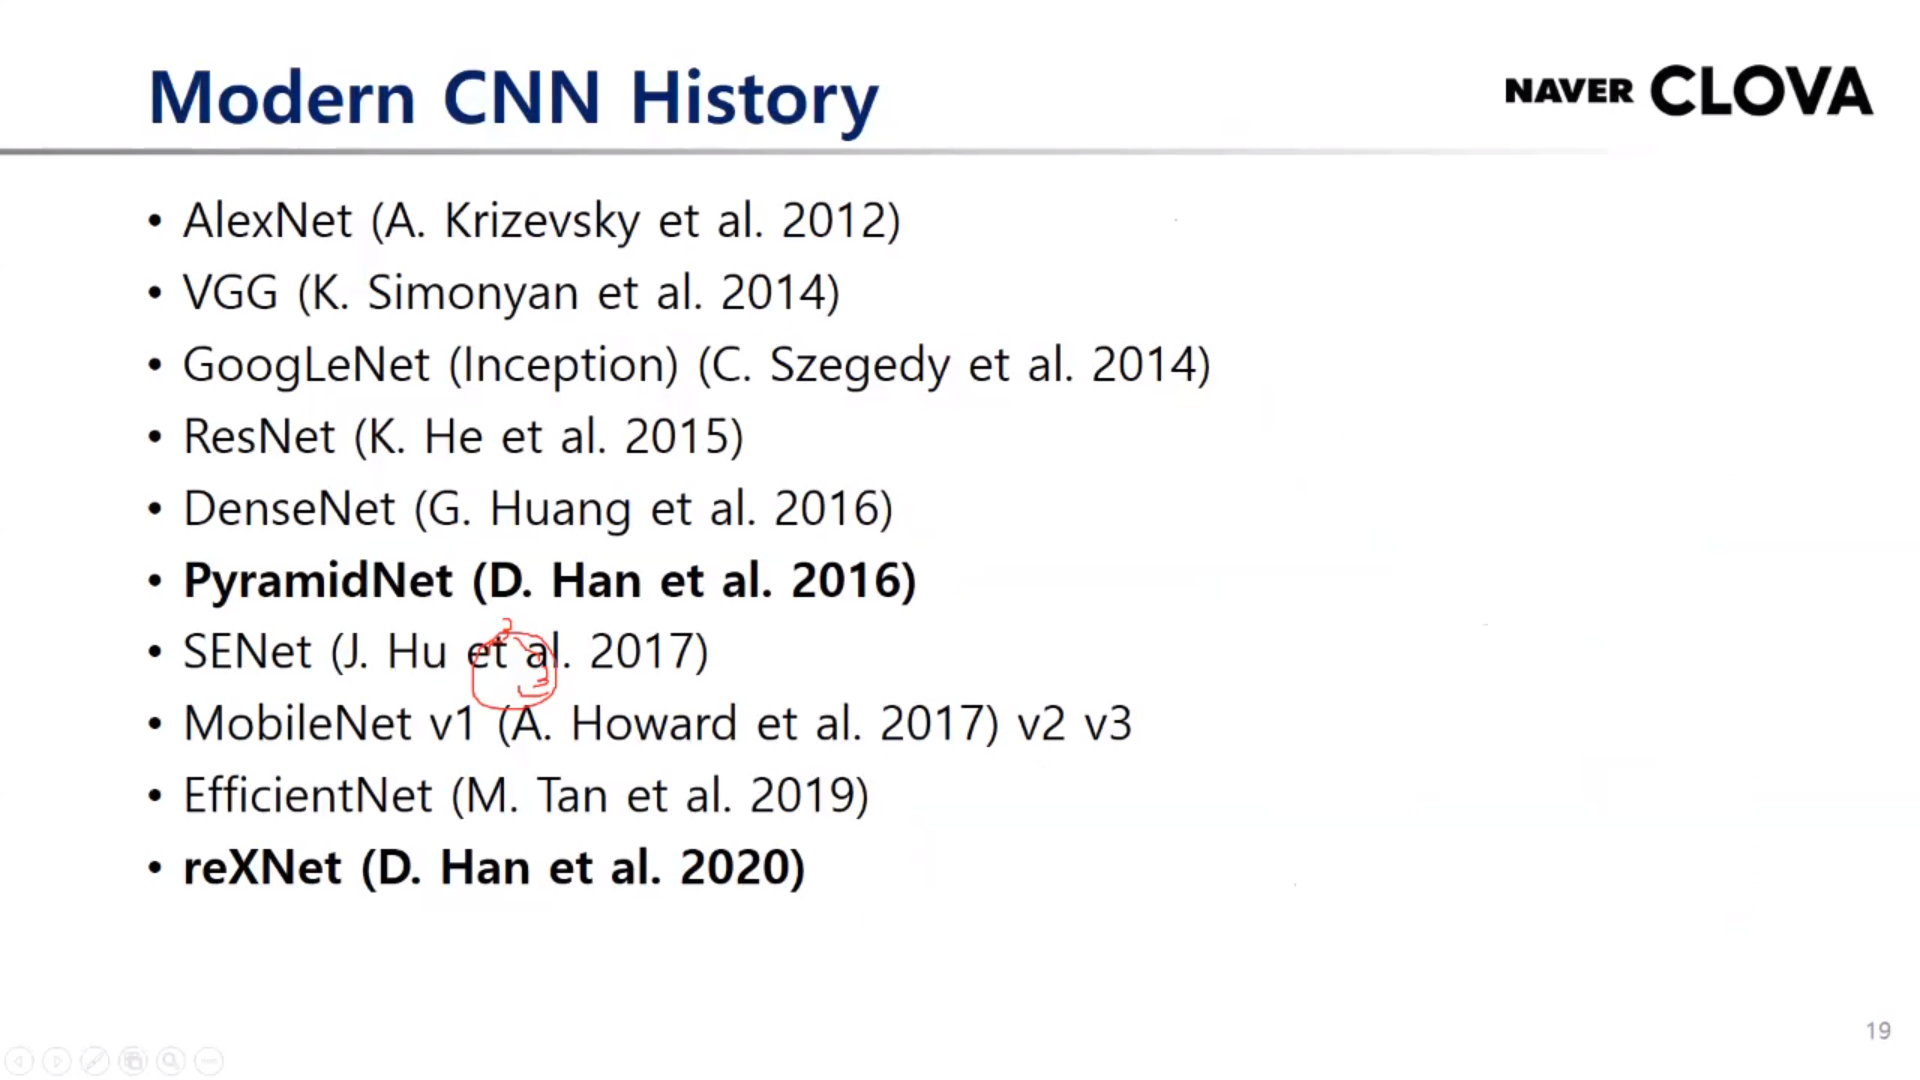 Modern CNN History
NAVER CLOVA
• AlexNet (A. Krizevsky et al. 2012)
• VGG (K. Simonyan et al. 2014)
• GoogLeNet (Inception) (C. Szegedy et al. 2014)
• ResNet (K. He et al. 2015)
• DenseNet (G. Huang et al. 2016)
• PyramidNet (D. Han et al. 2016)
• SENet (J. Hu et al. 2017)
• MobileNet v1 (A. Howard et al. 2017) v2 v3
• EfficientNet (M. Tan et al. 2019)
• reXNet (D. Han et al. 2020)
19